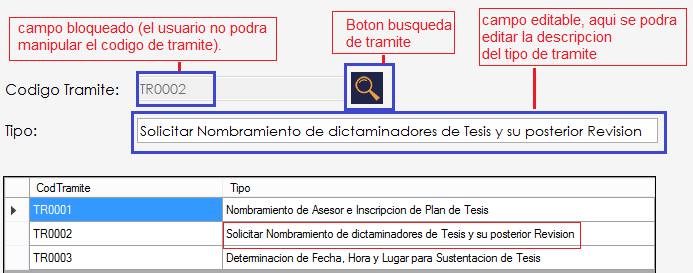 campo bloqueado (el usuario no podra
manipular el codigo de tramite).
Boton busqueda
de tramite
campo editable, aqui se podra
editar la descripcion
del tipo de tramite
Codigo Tramite: TR0002
Tipo: Solicitar Nombramiento de dictaminadores de Tesis y su posterior Revision
CodTramite Tipo
TR0001 Nombramiento de Asesor e Inscripcion de Plan de Tesis
TR0002 Solicitar Nombramiento de dictaminadores de Tesis y su posterior Revision
TR0003 Determinacion de Fecha, Hora y Lugar para Sustentacion de Tesis